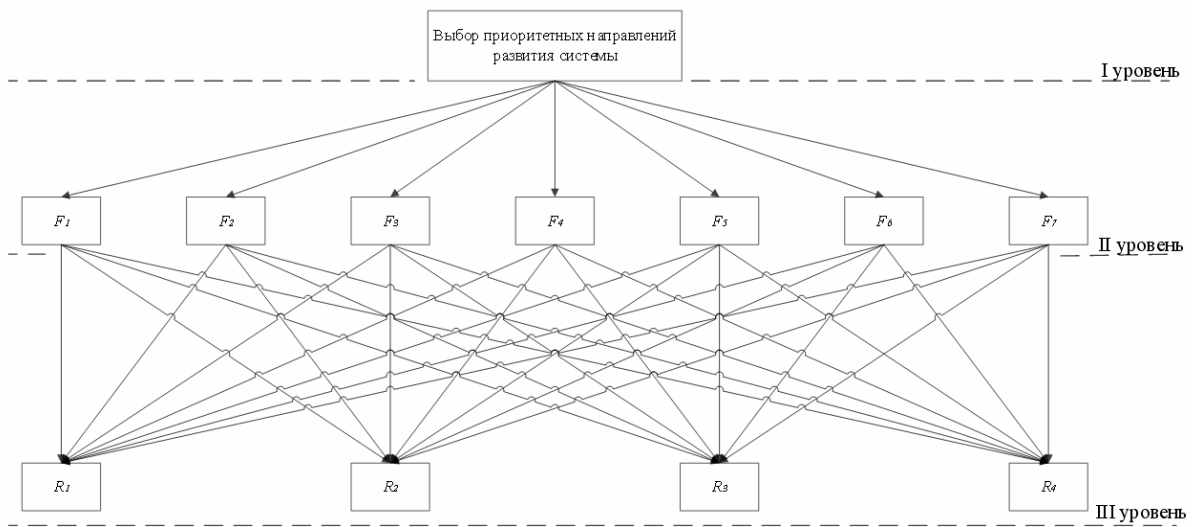 Выбор приоритетных направлений
развития системы
I уровень
F1
F2
F3
F4
F5
F6
F7
II уровень
R1
R2
R3
R4
III уровень